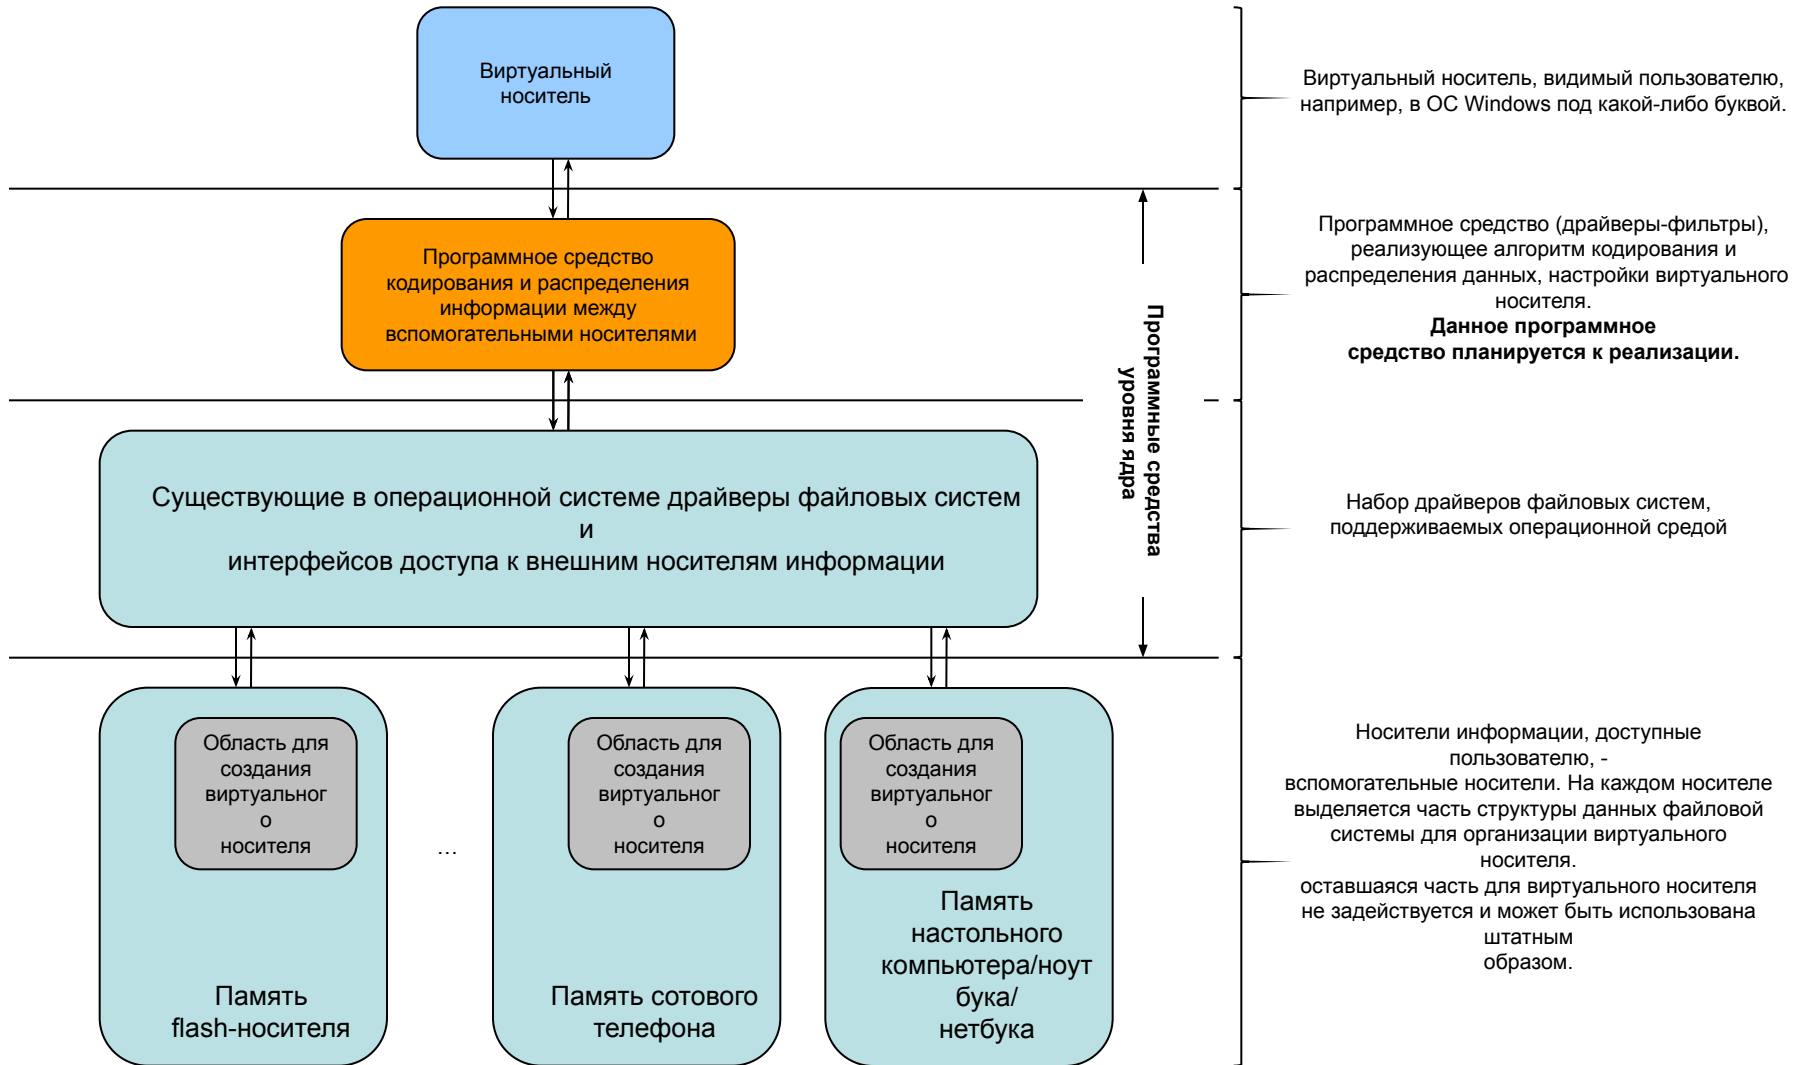 Виртуальный
носитель
Виртуальный носитель, видимый пользователю,
например, в ОС Windows под какой-либо буквой.
Программное средство
кодирования и распределения
информации между
вспомогательными носителями
Программное средство (драйверы-фильтры),
реализующее алгоритм кодирования и
распределения данных, настройки виртуального
носителя.
Данное программное
средство планируется к реализации.
Программные средства
уровня ядра
Существующие в операционной системе драйверы файловых систем
и
интерфейсов доступа к внешним носителям информации
Набор драйверов файловых систем,
поддерживаемых операционной средой
Область для
создания
виртуальног
о
носителя
Память
flash-носителя
...
Область для
создания
виртуальног
о
носителя
Память сотового
телефона
Область для
создания
виртуальног
о
носителя
Память
настольного
компьютера/ноут
бука/
нетбука
Носители информации, доступные
пользователю, -
вспомогательные носители. На каждом носителе
выделяется часть структуры данных файловой
системы для организации виртуального
носителя.
оставшаяся часть для виртуального носителя
не задействуется и может быть использована
штатным
образом.